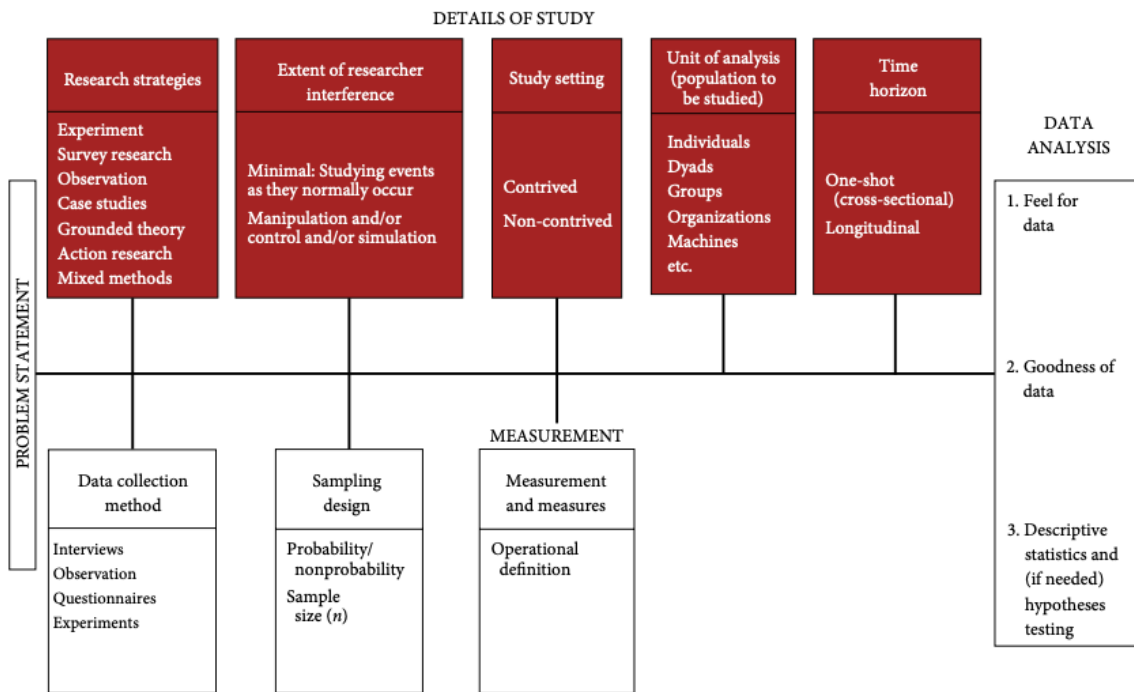 DETAILS OF STUDY
Research strategies
Experiment
Survey research
Observation
Case studies
Grounded theory
Action research
Mixed methods
Extent of researcher
interference
Minimal: Studying events
as they normally occur
Manipulation and/or
control and/or simulation
Study setting
Contrived
Non-contrived
Unit of analysis
(population to
be studied)
Individuals
Dyads
Groups
Organizations
Machines
etc.
Time
horizon
One-shot
(cross-sectional)
Longitudinal
PROBLEM STATEMENT
Data collection
method
Interviews
Observation
Questionnaires
Experiments
Sampling
design
Probability/
nonprobability
Sample
size (n)
MEASUREMENT
Measurement
and measures
Operational
definition
DATA
ANALYSIS
1. Feel for
data
2. Goodness of
data
3. Descriptive
statistics and
(if needed)
hypotheses
testing